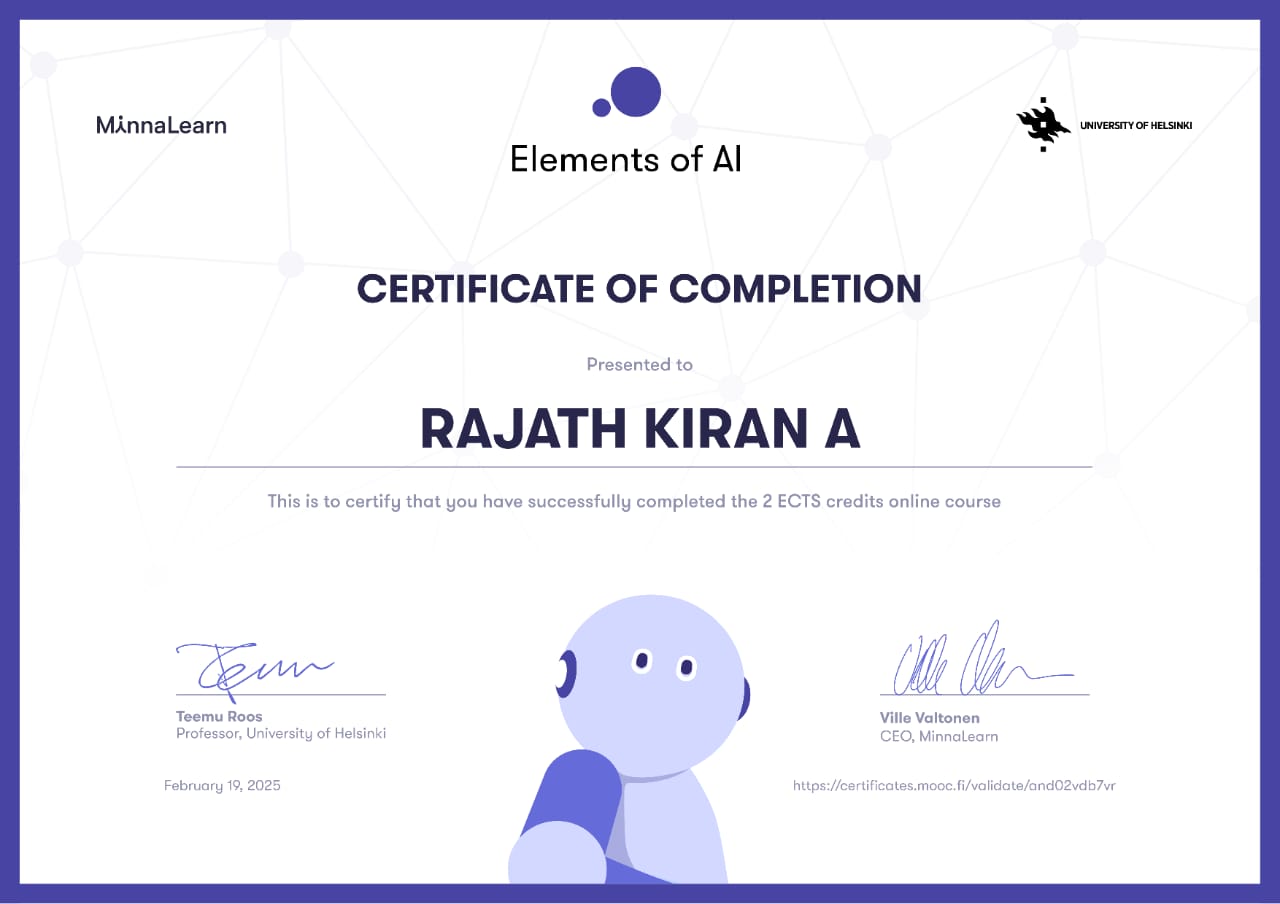 MinnaLearn
Elements of AI
UNIVERSITY OF HELSINKI
CERTIFICATE OF COMPLETION
Presented to
RAJATH KIRAN A
This is to certify that you have successfully completed the 2 ECTS credits online course
Teemu Roos
Professor, University of Helsinki
Ville Valtonen
CEO, MinnaLearn
February 19, 2025
https://certificates.mooc.fi/validate/and02vdb7vr